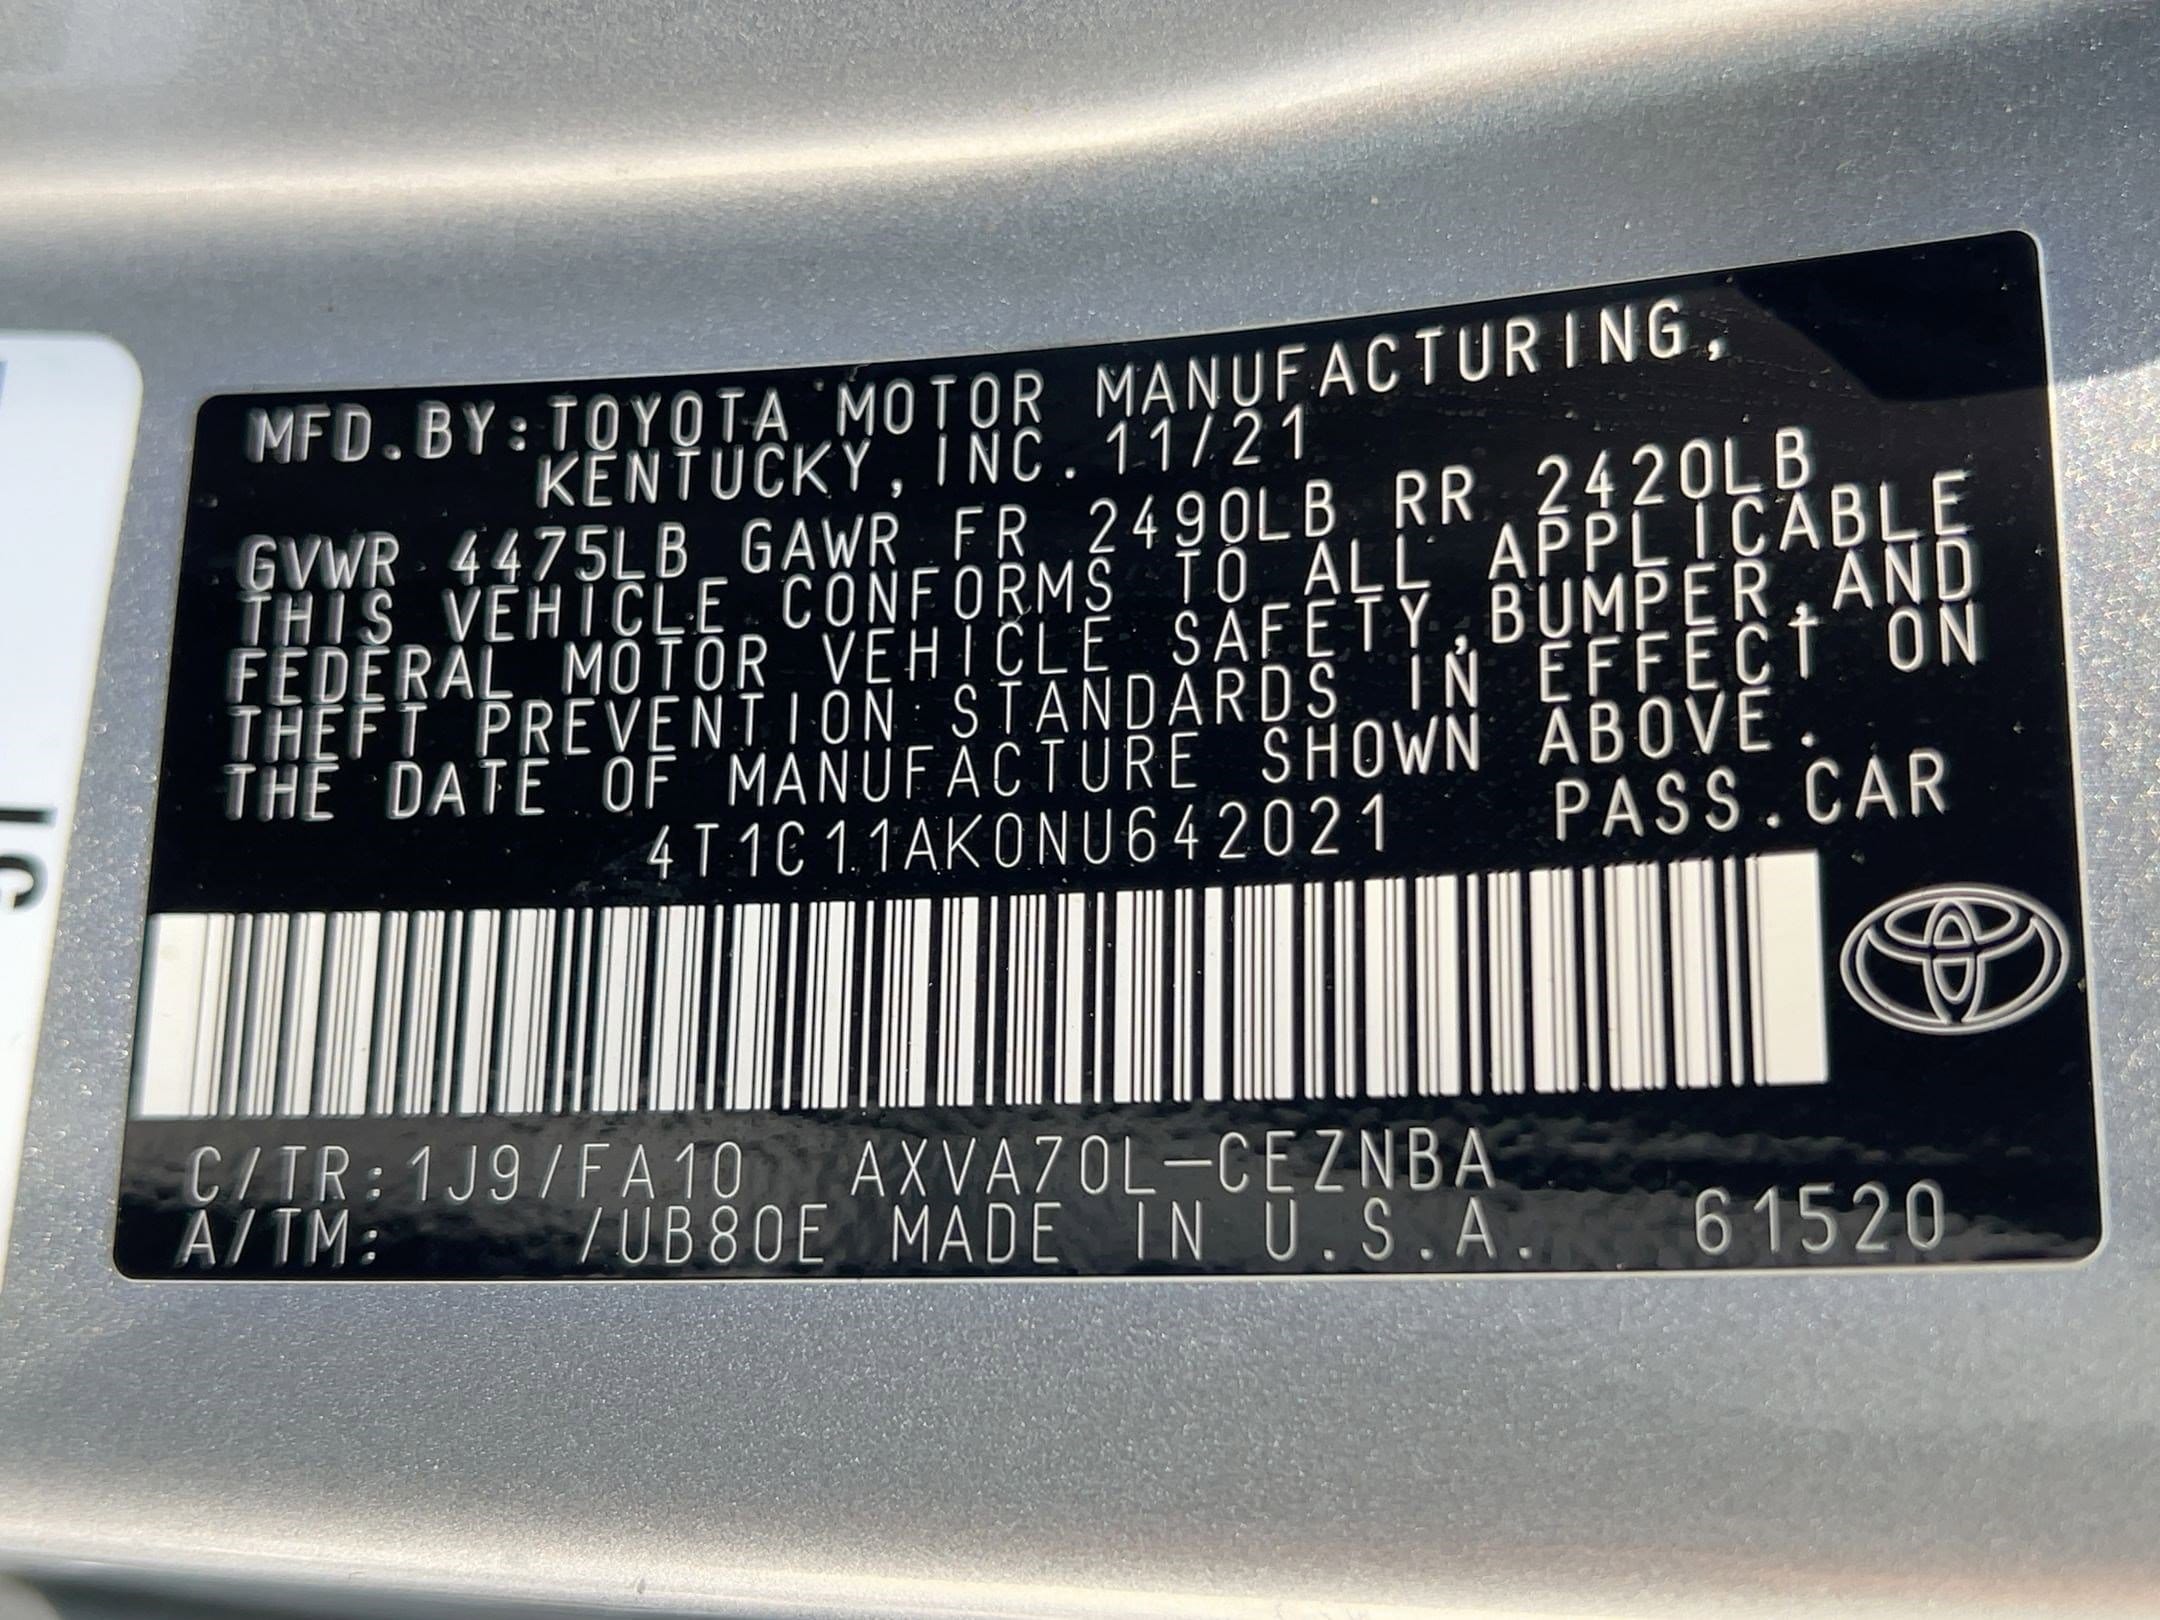 MFD.BY:TOYOTA MOTOR MANUFACTURING,
KENTUCKY,INC. 11/21
GVWR 4475LB GAWR FR 2490LB RR 2420LB
THIS VEHICLE CONFORMS TO ALL APPLICABLE
FEDERAL MOTOR VEHICLE SAFETY,BUMPER,AND
THEFT PREVENTION STANDARDS IN EFFECT ON
THE DATE OF MANUFACTURE SHOWN ABOVE.
4T1C11AK0NU642021 PASS.CAR
C/TR:1J9/FA10 AXVA70L-CEZNBA
A/TM: /UB80E MADE IN U.S.A. 61520